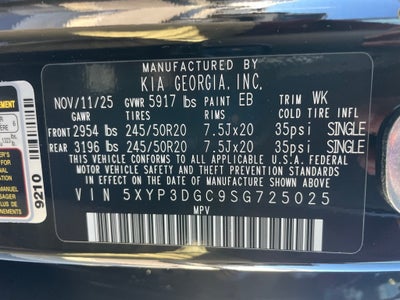 MANUFACTURED BY
KIA GEORGIA, INC.
NOV/11/25 GVWR 5917 lbs PAINT EB TRIM WK
GAWR TIRES RIMS COLD TIRE INFL
FRONT 2954 lbs 245/50R20 7.5Jx20 35psi SINGLE
REAR 3196 lbs 245/50R20 7.5Jx20 35psi SINGLE
THIS VEHICLE CONFORMS TO ALL APPLICABLE U.S.A FEDERAL
MOTOR VEHICLE SAFETY, BUMPER, AND THEFT PREVENTION
STANDARDS IN EFFECT ON THE DATE OF MANUFACTURE SHOWN ABOVE
VIN 5XYP3DGC9SG725025
MPV
9210